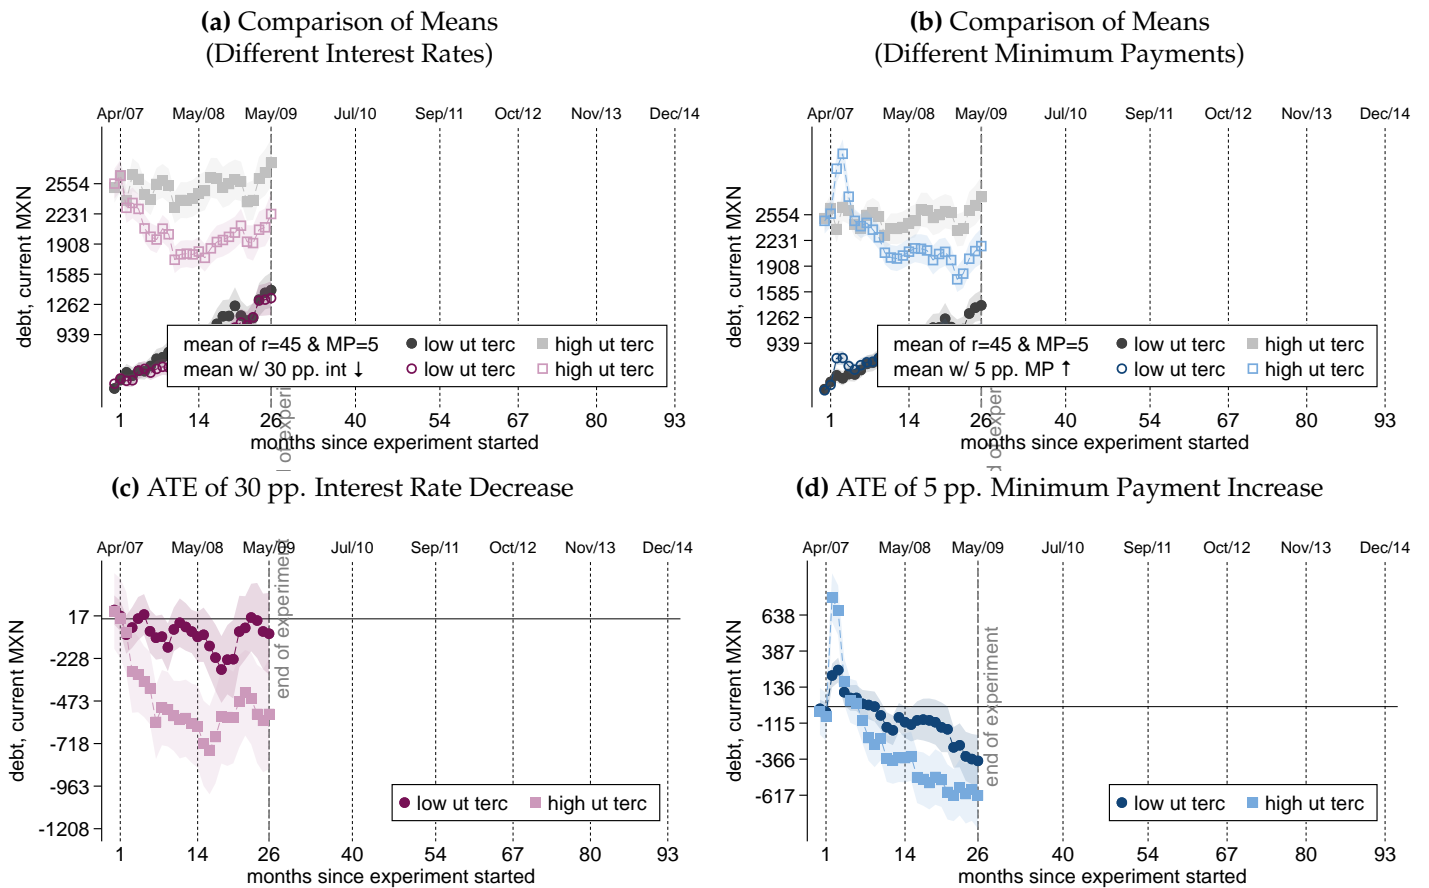 (a) Comparison of Means
(Different Interest Rates)
Apr/07 May/08 May/09 Jul/10 Sep/11 Oct/12 Nov/13 Dec/14
debt, current MXN
2554
2231
1908
1585
1262
939
mean of r=45 & MP=5 low ut terc high ut terc
mean w/ 30 pp. int ↓ low ut terc high ut terc
1 14 26 40 54 67 80 93
months since experiment started
(b) Comparison of Means
(Different Minimum Payments)
Apr/07 May/08 May/09 Jul/10 Sep/11 Oct/12 Nov/13 Dec/14
debt, current MXN
2554
2231
1908
1585
1262
939
mean of r=45 & MP=5 low ut terc high ut terc
mean w/ 5 pp. MP ↑ low ut terc high ut terc
1 14 26 40 54 67 80 93
months since experiment started
(c) ATE of 30 pp. Interest Rate Decrease
Apr/07 May/08 May/09 Jul/10 Sep/11 Oct/12 Nov/13 Dec/14
debt, current MXN
17
-228
-473
-718
-963
-1208
end of experiment
low ut terc high ut terc
1 14 26 40 54 67 80 93
months since experiment started
(d) ATE of 5 pp. Minimum Payment Increase
Apr/07 May/08 May/09 Jul/10 Sep/11 Oct/12 Nov/13 Dec/14
debt, current MXN
638
387
136
-115
-366
-617
end of experiment
low ut terc high ut terc
1 14 26 40 54 67 80 93
months since experiment started